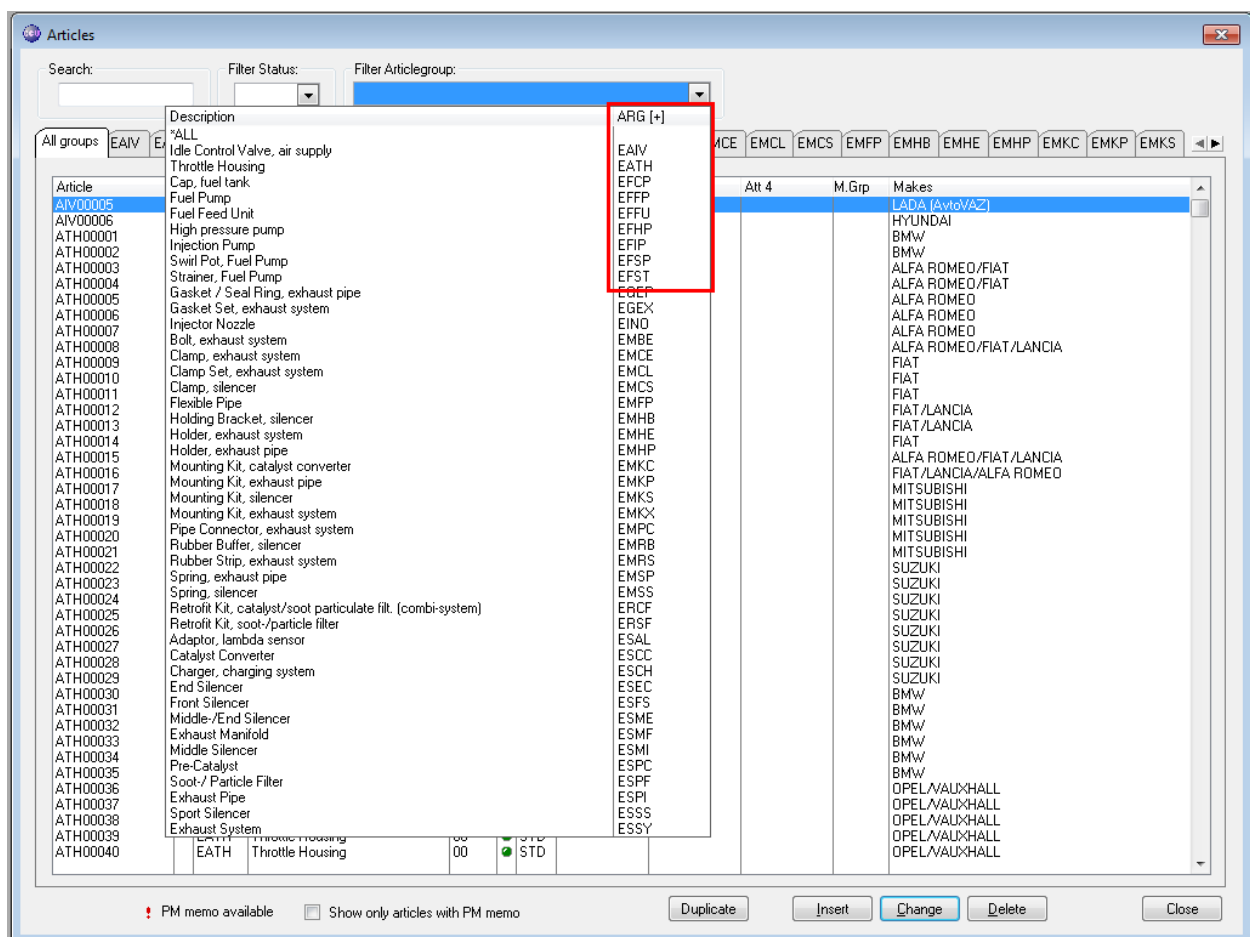 Articles
Search: Filter Status: Filter Articlegroup:
All groups EAIV EMCL EMCS EMFP EMHB EMHE EMHP EMKC EMKP EMKS
Description ARG [+]
*ALL
Idle Control Valve, air supply EAIV
Throttle Housing EATH
Cap, fuel tank EFCP
Fuel Pump EFFP
Fuel Feed Unit EFFU
High pressure pump EFHP
Injection Pump EFIP
Swirl Pot, Fuel Pump EFSP
Strainer, Fuel Pump EFST
Gasket / Seal Ring, exhaust pipe EGEP
Gasket Set, exhaust system EGEX
Injector Nozzle EINO
Bolt, exhaust system EMBE
Clamp, exhaust system EMCE
Clamp Set, exhaust system EMCL
Clamp, silencer EMCS
Flexible Pipe EMFP
Holding Bracket, silencer EMHB
Holder, exhaust system EMHE
Holder, exhaust pipe EMHP
Mounting Kit, catalyst converter EMKC
Mounting Kit, exhaust pipe EMKP
Mounting Kit, silencer EMKS
Mounting Kit, exhaust system EMKX
Pipe Connector, exhaust system EMPC
Rubber Buffer, silencer EMRB
Rubber Strip, exhaust system EMRS
Spring, exhaust pipe EMSP
Spring, silencer EMSS
Retrofit Kit, catalyst/soot particulate filt. (combi-system) ERCF
Retrofit Kit, soot-/particle filter ERSF
Adaptor, lambda sensor ESAL
Catalyst Converter ESCC
Charger, charging system ESCH
End Silencer ESEC
Front Silencer ESFS
Middle-/End Silencer ESME
Exhaust Manifold ESMF
Middle Silencer ESMI
Pre-Catalyst ESPC
Soot-/ Particle Filter ESPF
Exhaust Pipe ESPI
Sport Silencer ESSS
Exhaust System ESSY
Article Att 4 M.Grp Makes
AIV00005 LADA (AvtoVAZ)
AIV00006 HYUNDAI
ATH00001 BMW
ATH00002 BMW
ATH00003 ALFA ROMEO/FIAT
ATH00004 ALFA ROMEO/FIAT
ATH00005 ALFA ROMEO
ATH00006 ALFA ROMEO
ATH00007 ALFA ROMEO
ATH00008 ALFA ROMEO/FIAT/LANCIA
ATH00009 FIAT
ATH00010 FIAT
ATH00011 FIAT
ATH00012 FIAT/LANCIA
ATH00013 FIAT/LANCIA
ATH00014 FIAT
ATH00015 ALFA ROMEO/FIAT/LANCIA
ATH00016 FIAT/LANCIA/ALFA ROMEO
ATH00017 MITSUBISHI
ATH00018 MITSUBISHI
ATH00019 MITSUBISHI
ATH00020 MITSUBISHI
ATH00021 MITSUBISHI
ATH00022 SUZUKI
ATH00023 SUZUKI
ATH00024 SUZUKI
ATH00025 SUZUKI
ATH00026 SUZUKI
ATH00027 SUZUKI
ATH00028 SUZUKI
ATH00029 SUZUKI
ATH00030 BMW
ATH00031 BMW
ATH00032 BMW
ATH00033 BMW
ATH00034 BMW
ATH00035 BMW
ATH00036 OPEL/VAUXHALL
ATH00037 OPEL/VAUXHALL
ATH00038 OPEL/VAUXHALL
ATH00039 EATH Throttle Housing 00 STD OPEL/VAUXHALL
ATH00040 EATH Throttle Housing 00 STD OPEL/VAUXHALL
! PM memo available Show only articles with PM memo Duplicate Insert Change Delete Close